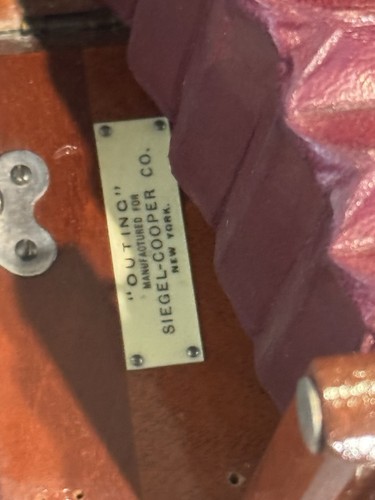 "OUTING"
MANUFACTURED FOR
SIEGEL-COOPER CO.
NEW YORK.